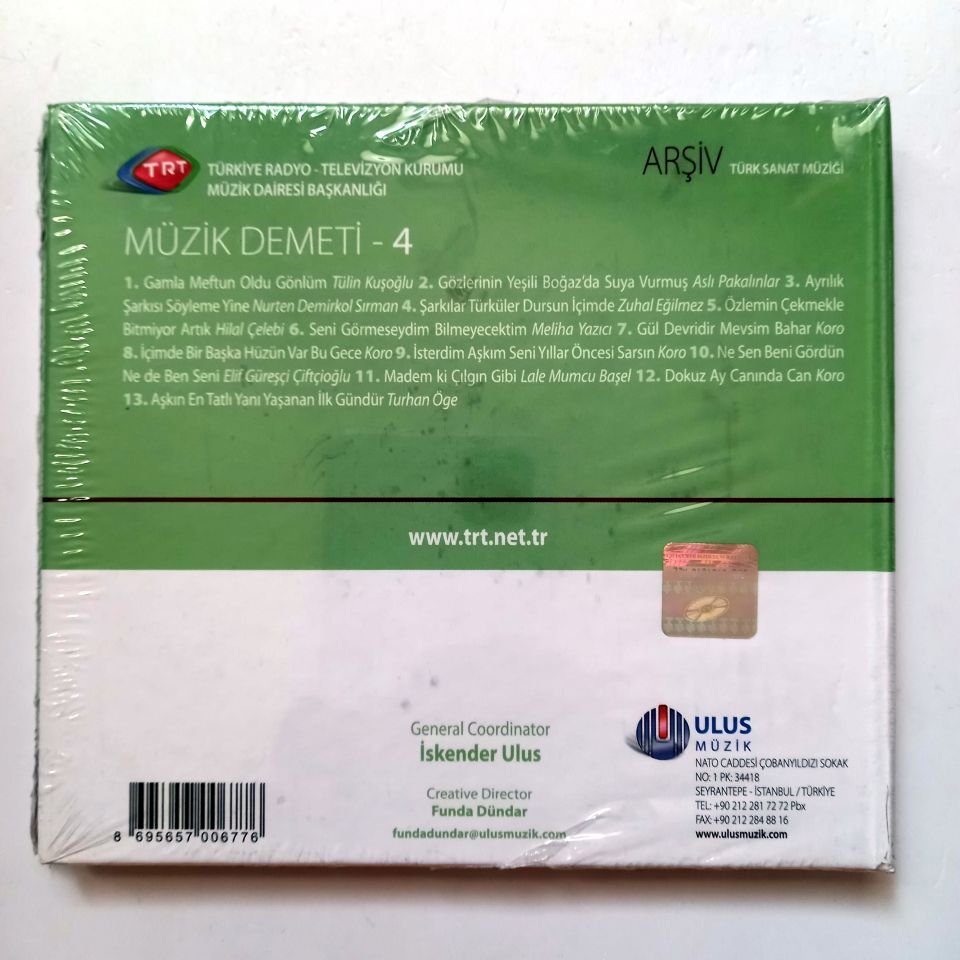 TRT
TÜRKİYE RADYO - TELEVİZYON KURUMU
MÜZİK DAİRESİ BAŞKANLIĞI
ARŞİV TÜRK SANAT MÜZİĞİ
MÜZİK DEMETİ - 4
1. Gamla Meftun Oldu Gönlüm Tülin Kuşoğlu 2. Gözlerinin Yeşili Boğaz'da Suya Vurmuş Aslı Pakalınlar 3. Ayrılık
Şarkısı Söyleme Yine Nurten Demirkol Sırman 4. Şarkılar Türküler Dursun İçimde Zuhal Eğilmez 5. Özlemin Çekmekle
Bitmiyor Artık Hilal Çelebi 6. Seni Görmeseydim Bilmeyecektim Meliha Yazıcı 7. Gül Devridir Mevsim Bahar Koro
8. İçimde Bir Başka Hüzün Var Bu Gece Koro 9. İsterdim Aşkım Seni Yıllar Öncesi Sarsın Koro 10. Ne Sen Beni Gördün
Ne de Ben Seni Elif Güreşçi Çiftçioğlu 11. Madem ki Çılgın Gibi Lale Mumcu Başel 12. Dokuz Ay Canında Can Koro
13. Aşkın En Tatlı Yanı Yaşanan İlk Gündür Turhan Öge
www.trt.net.tr
General Coordinator
İskender Ulus
Creative Director
Funda Dündar
fundadundar@ulusmuzik.com
ULUS
MÜZİK
NATO CADDESİ ÇOBANYILDIZI SOKAK
NO: 1 PK: 34418
SEYRANTEPE - İSTANBUL / TÜRKİYE
TEL: +90 212 281 72 72 Pbx
FAX: +90 212 284 88 16
www.ulusmuzik.com
8 695657 006776